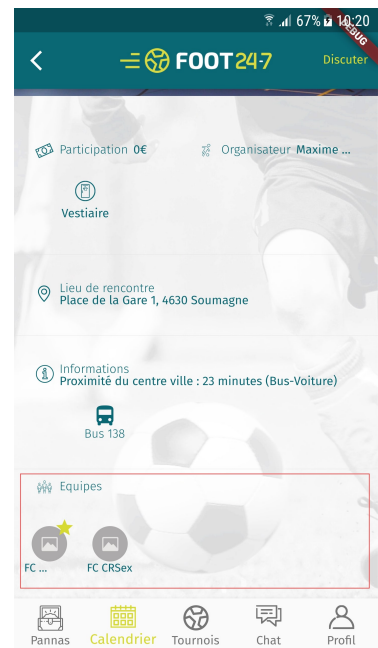 67% 10:20
DEBUG
FOOT24-7
Discuter
Participation 0€
Organisateur Maxime ...
Vestiaire
Lieu de rencontre
Place de la Gare 1, 4630 Soumagne
Informations
Proximité du centre ville : 23 minutes (Bus-Voiture)
Bus 138
Equipes
FC ...
FC CRSex
Pannas
Calendrier
Tournois
Chat
Profil